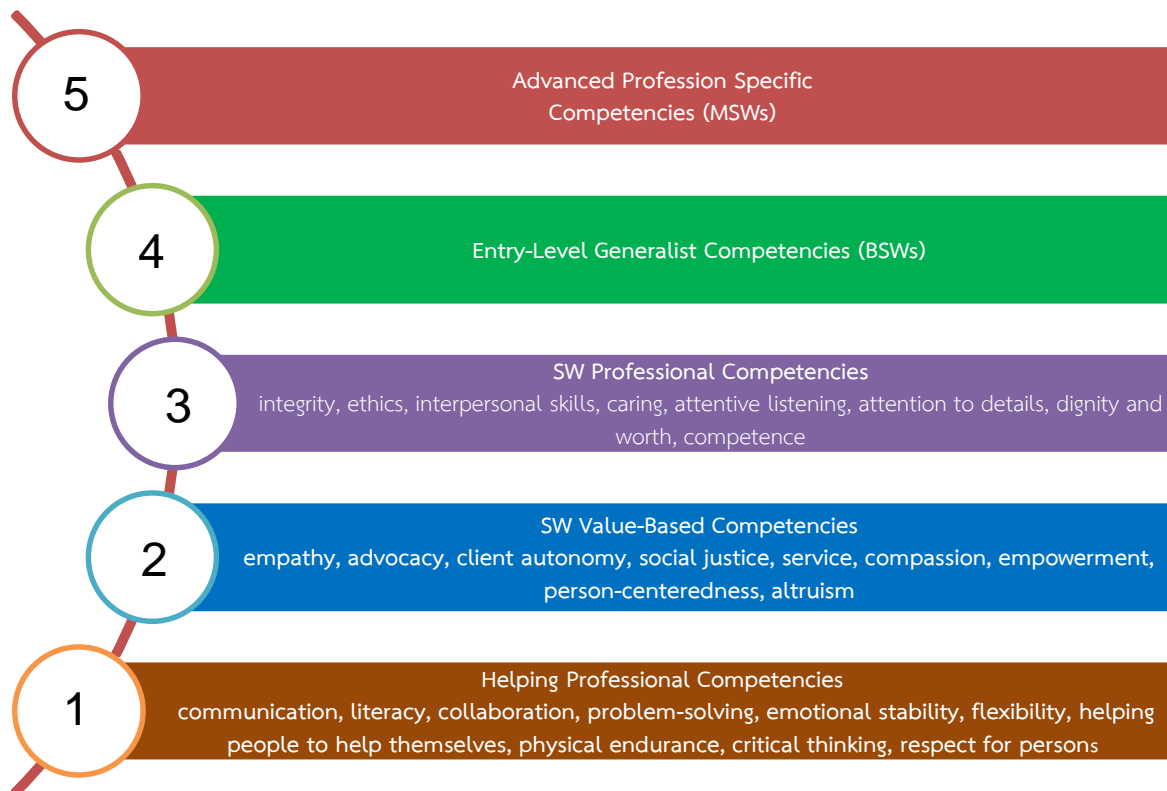 5
Advanced Profession Specific
Competencies (MSWs)
4
Entry-Level Generalist Competencies (BSWs)
3
SW Professional Competencies
integrity, ethics, interpersonal skills, caring, attentive listening, attention to details, dignity and
worth, competence
2
SW Value-Based Competencies
empathy, advocacy, client autonomy, social justice, service, compassion, empowerment,
person-centeredness, altruism
1
Helping Professional Competencies
communication, literacy, collaboration, problem-solving, emotional stability, flexibility, helping
people to help themselves, physical endurance, critical thinking, respect for persons